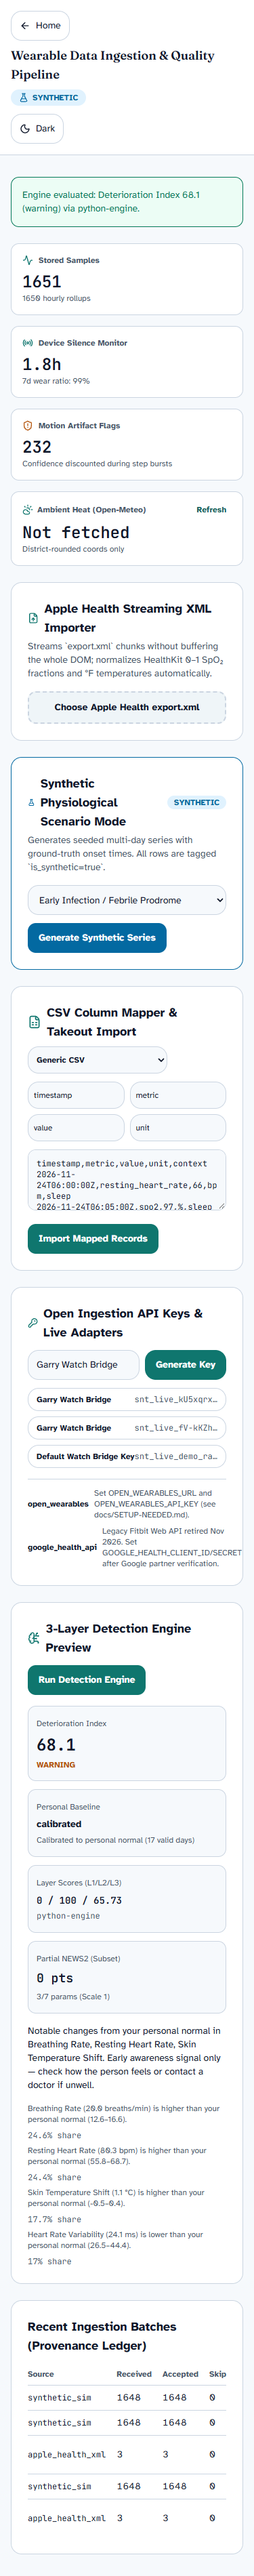 Home
Wearable Data Ingestion & Quality
Pipeline
SYNTHETIC
Dark
Engine evaluated: Deterioration Index 68.1
(warning) via python-engine.
Stored Samples
1651
1650 hourly rollups
Device Silence Monitor
1.8h
7d wear ratio: 99%
Motion Artifact Flags
232
Confidence discounted during step bursts
Ambient Heat (Open-Meteo)
Refresh
Not fetched
District-rounded coords only
Apple Health Streaming XML
Importer
Streams `export.xml` chunks without buffering
the whole DOM; normalizes HealthKit 0–1 SpO₂
fractions and °F temperatures automatically.
Choose Apple Health export.xml
Synthetic
Physiological
Scenario Mode
SYNTHETIC
Generates seeded multi-day series with
ground-truth onset times. All rows are tagged
`is_synthetic=true`.
Early Infection / Febrile Prodrome
Generate Synthetic Series
CSV Column Mapper &
Takeout Import
Generic CSV
timestamp
metric
value
unit
timestamp,metric,value,unit,context
2026-11-
24T06:00:00Z,resting_heart_rate,66,bp
m,sleep
2026-11-24T06:05:00Z,spo2,97,%,sleep
Import Mapped Records
Open Ingestion API Keys &
Live Adapters
Garry Watch Bridge
Generate Key
Garry Watch Bridge snt_live_kU5xqrx…
Garry Watch Bridge snt_live_fV-kKZh…
Default Watch Bridge Key snt_live_demo_ra…
open_wearables
Set OPEN_WEARABLES_URL and
OPEN_WEARABLES_API_KEY (see
docs/SETUP-NEEDED.md).
google_health_api
Legacy Fitbit Web API retired Nov
2026. Set
GOOGLE_HEALTH_CLIENT_ID/SECRET
after Google partner verification.
3-Layer Detection Engine
Preview
Run Detection Engine
Deterioration Index
68.1
WARNING
Personal Baseline
calibrated
Calibrated to personal normal (17 valid days)
Layer Scores (L1/L2/L3)
0 / 100 / 65.73
python-engine
Partial NEWS2 (Subset)
0 pts
3/7 params (Scale 1)
Notable changes from your personal normal in
Breathing Rate, Resting Heart Rate, Skin
Temperature Shift. Early awareness signal only
— check how the person feels or contact a
doctor if unwell.
Breathing Rate (20.0 breaths/min) is higher than your
personal normal (12.6–16.6).
24.6% share
Resting Heart Rate (80.3 bpm) is higher than your
personal normal (55.8–68.7).
24.4% share
Skin Temperature Shift (1.1 °C) is higher than your
personal normal (-0.5–0.4).
17.7% share
Heart Rate Variability (24.1 ms) is lower than your
personal normal (26.5–44.4).
17% share
Recent Ingestion Batches
(Provenance Ledger)
Source Received Accepted Skip
synthetic_sim 1648 1648 0
synthetic_sim 1648 1648 0
apple_health_xml 3 3 0
synthetic_sim 1648 1648 0
apple_health_xml 3 3 0